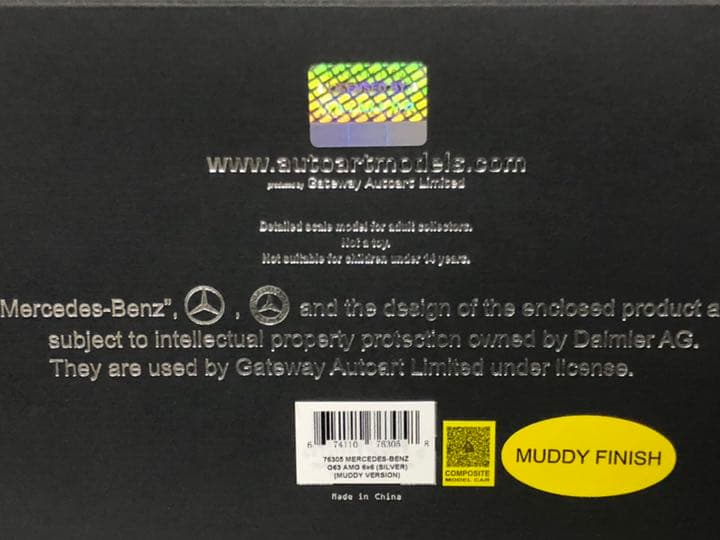 www.autoartmodels.com
produced by Gateway Autoart Limited
Detailed scale model for adult collectors.
Not a toy.
Not suitable for children under 14 years.
Mercedes-Benz", , and the design of the enclosed product a
subject to intellectual property protection owned by Daimler AG.
They are used by Gateway Autoart Limited under license.
6 74110 76305 8
76305 MERCEDES-BENZ
G63 AMG 6x6 (SILVER)
(MUDDY VERSION)
COMPOSITE
MODEL CAR
MUDDY FINISH
Made in China